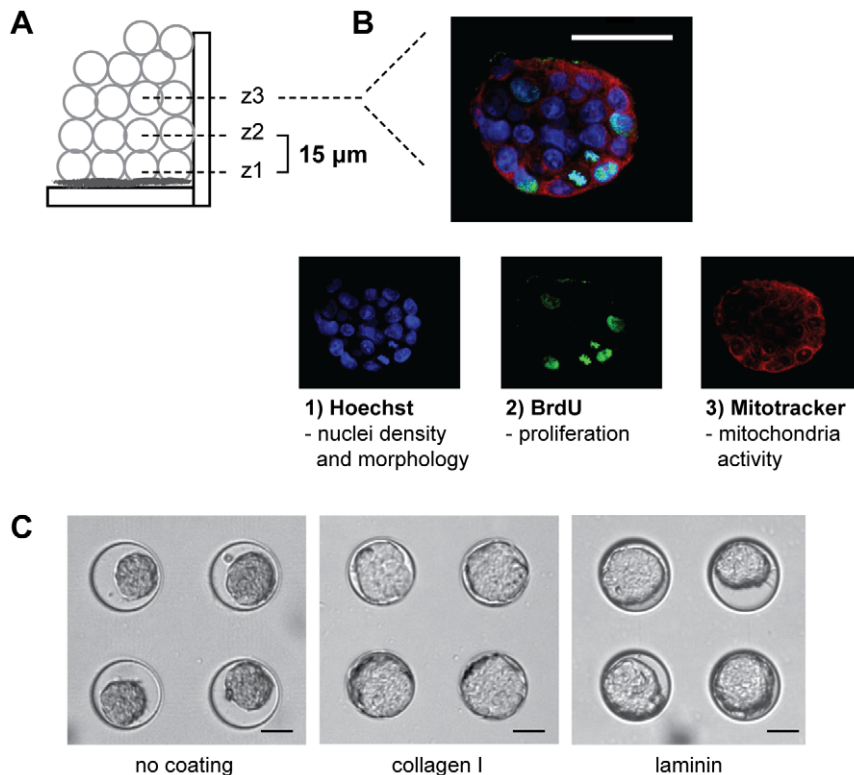 A
z3
z2
z1
15 µm
B
1) Hoechst
- nuclei density
and morphology
2) BrdU
- proliferation
3) Mitotracker
- mitochondria
activity
C
no coating
collagen I
laminin